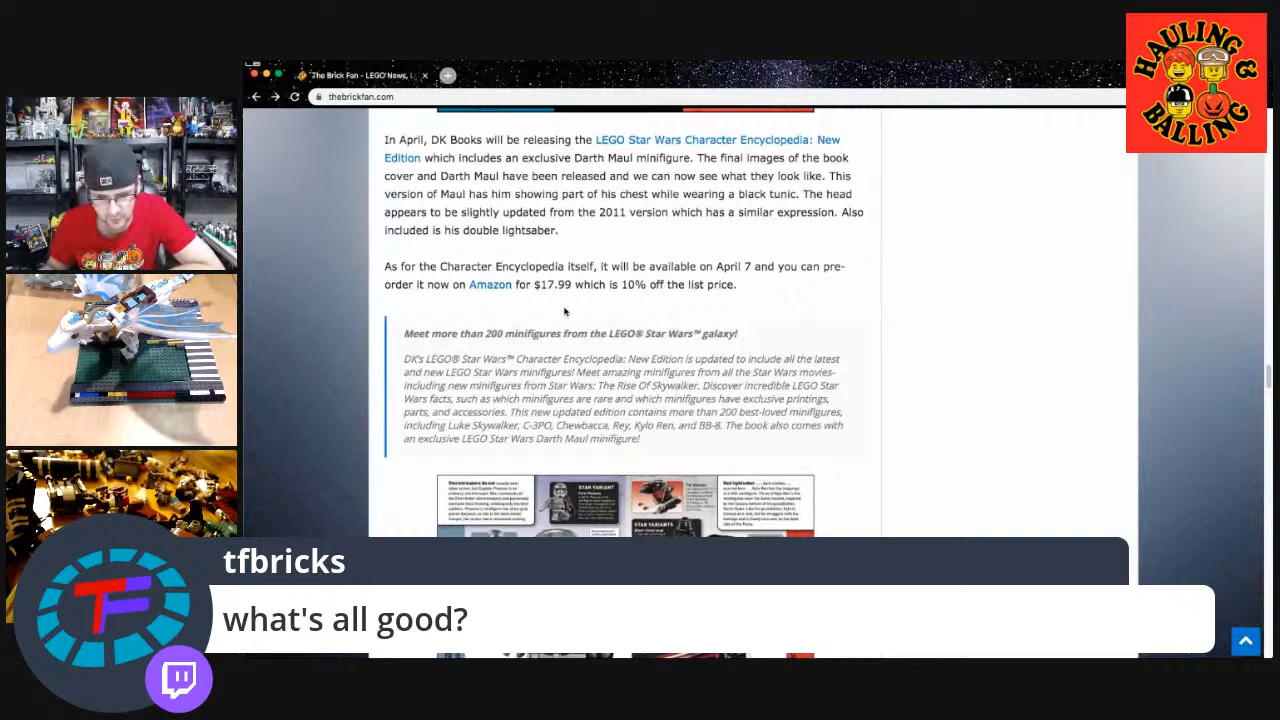 HAULING &
BALLING
The Brick Fan - LEGO News, L
thebrickfan.com
In April, DK Books will be releasing the LEGO Star Wars Character Encyclopedia: New
Edition which includes an exclusive Darth Maul minifigure. The final images of the book
cover and Darth Maul have been released and we can now see what they look like. This
version of Maul has him showing part of his chest while wearing a black tunic. The head
appears to be slightly updated from the 2011 version which has a similar expression. Also
included is his double lightsaber.
As for the Character Encyclopedia itself, it will be available on April 7 and you can pre-
order it now on Amazon for $17.99 which is 10% off the list price.
Meet more than 200 minifigures from the LEGO® Star Wars™ galaxy!
DK's LEGO® Star Wars™ Character Encyclopedia: New Edition is updated to include all the latest
and new LEGO Star Wars minifigures! Meet amazing minifigures from all the Star Wars movies-
including new minifigures from Star Wars: The Rise Of Skywalker. Discover incredible LEGO Star
Wars facts, such as which minifigures are rare and which minifigures have exclusive printings,
parts, and accessories. This new updated edition contains more than 200 best-loved minifigures,
including Luke Skywalker, C-3PO, Chewbacca, Rey, Kylo Ren, and BB-8. The book also comes with
an exclusive LEGO Star Wars Darth Maul minifigure!
STAR VARIANT
STAR VARIANTS
TF
tfbricks
what's all good?